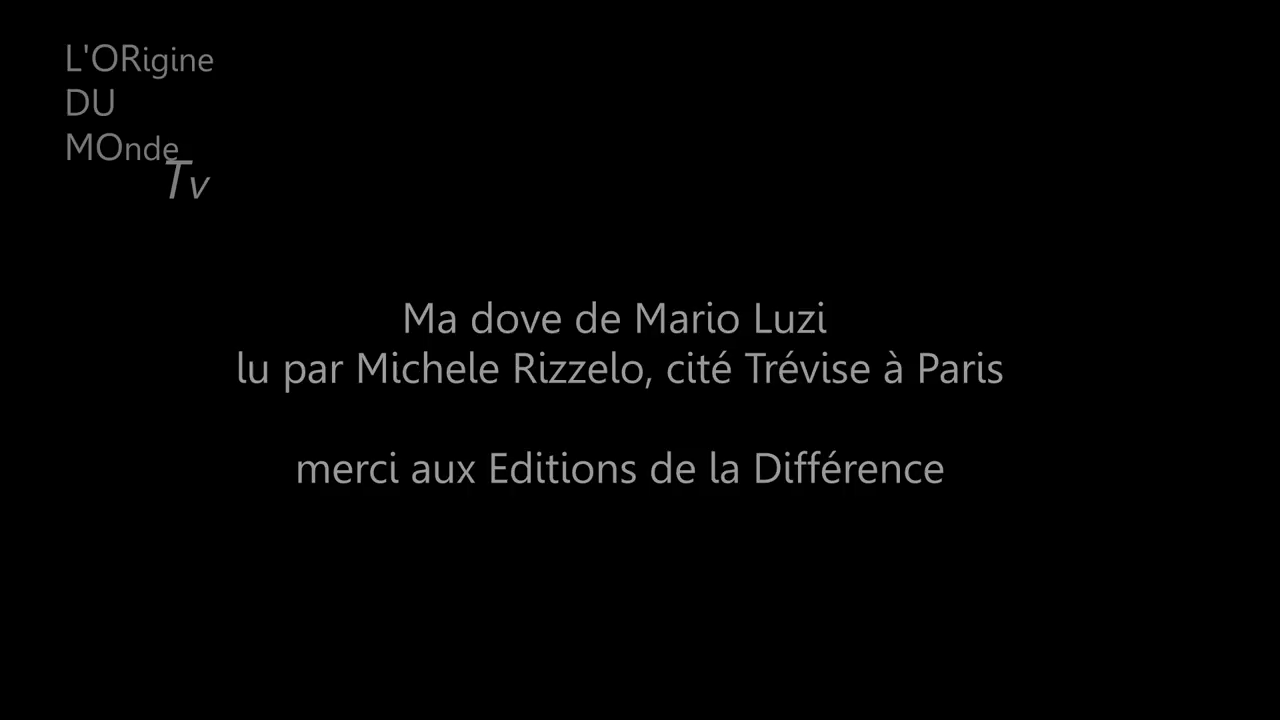 L'ORigine
DU
MOnde
Tv
Ma dove de Mario Luzi
lu par Michele Rizzelo, cité Trévise à Paris
merci aux Editions de la Différence